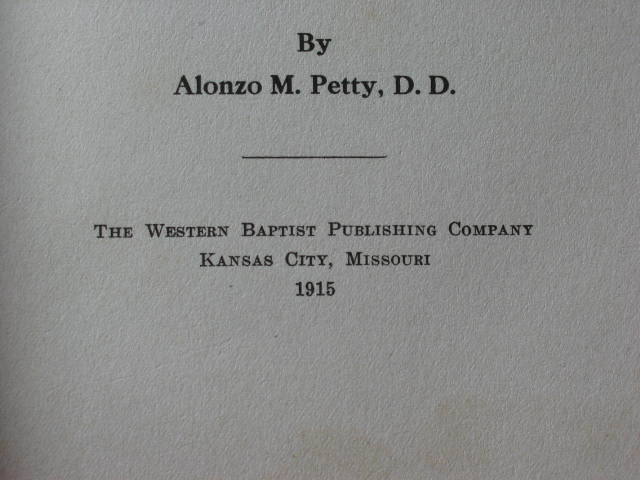 By
Alonzo M. Petty, D. D.
The Western Baptist Publishing Company
Kansas City, Missouri
1915